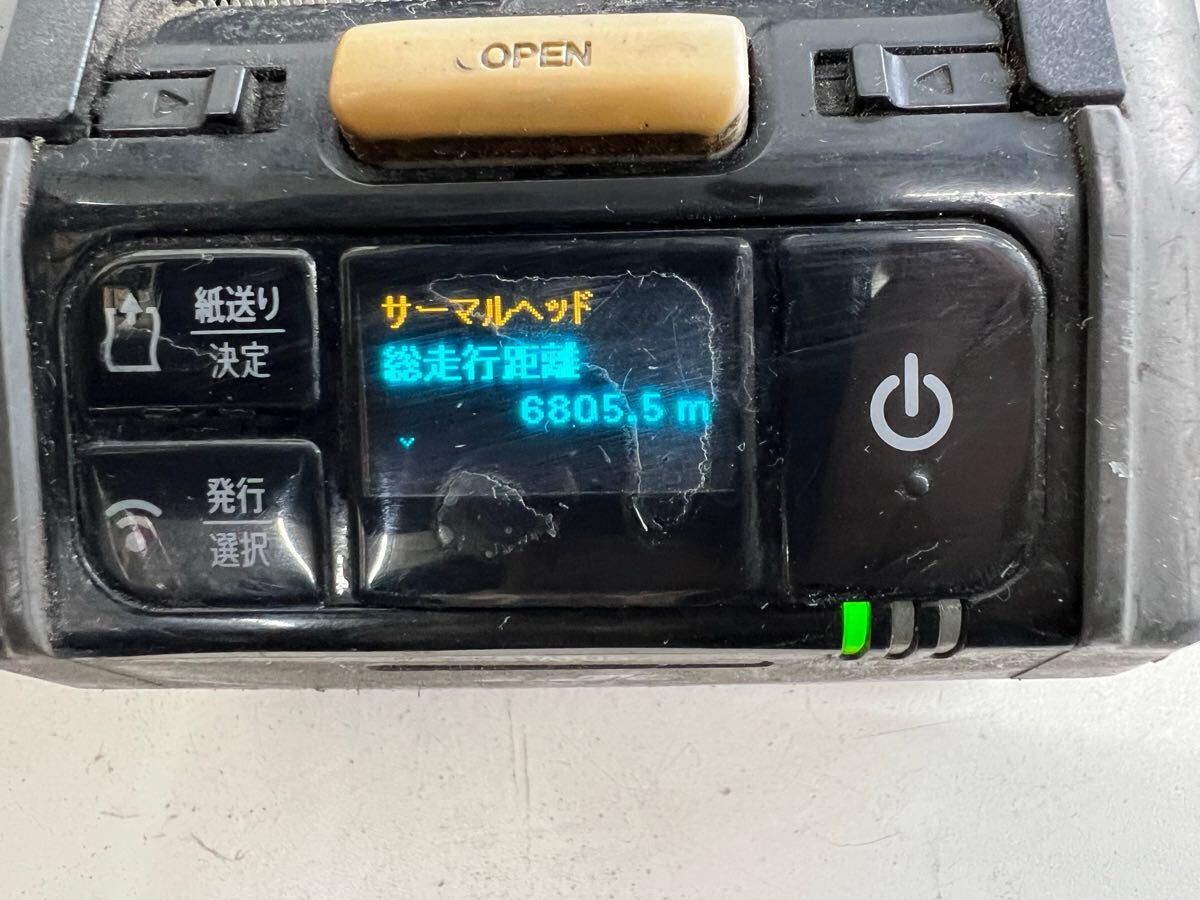 OPEN
紙送り
決定
発行
選択
サーマルヘッド
総走行距離
6805.5 m